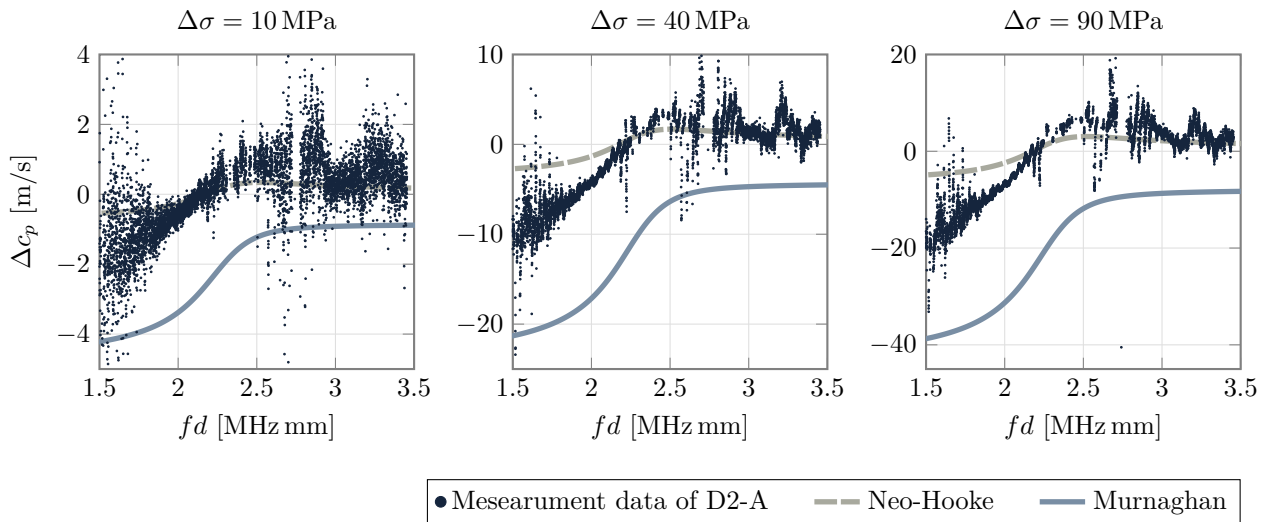 Δσ = 10 MPa
Δσ = 40 MPa
Δσ = 90 MPa
4
2
0
−2
−4
10
0
−10
−20
20
0
−20
−40
Δc_p [m/s]
1.5 2 2.5 3 3.5
1.5 2 2.5 3 3.5
1.5 2 2.5 3 3.5
fd [MHz mm]
fd [MHz mm]
fd [MHz mm]
Mesearument data of D2-A Neo-Hooke Murnaghan